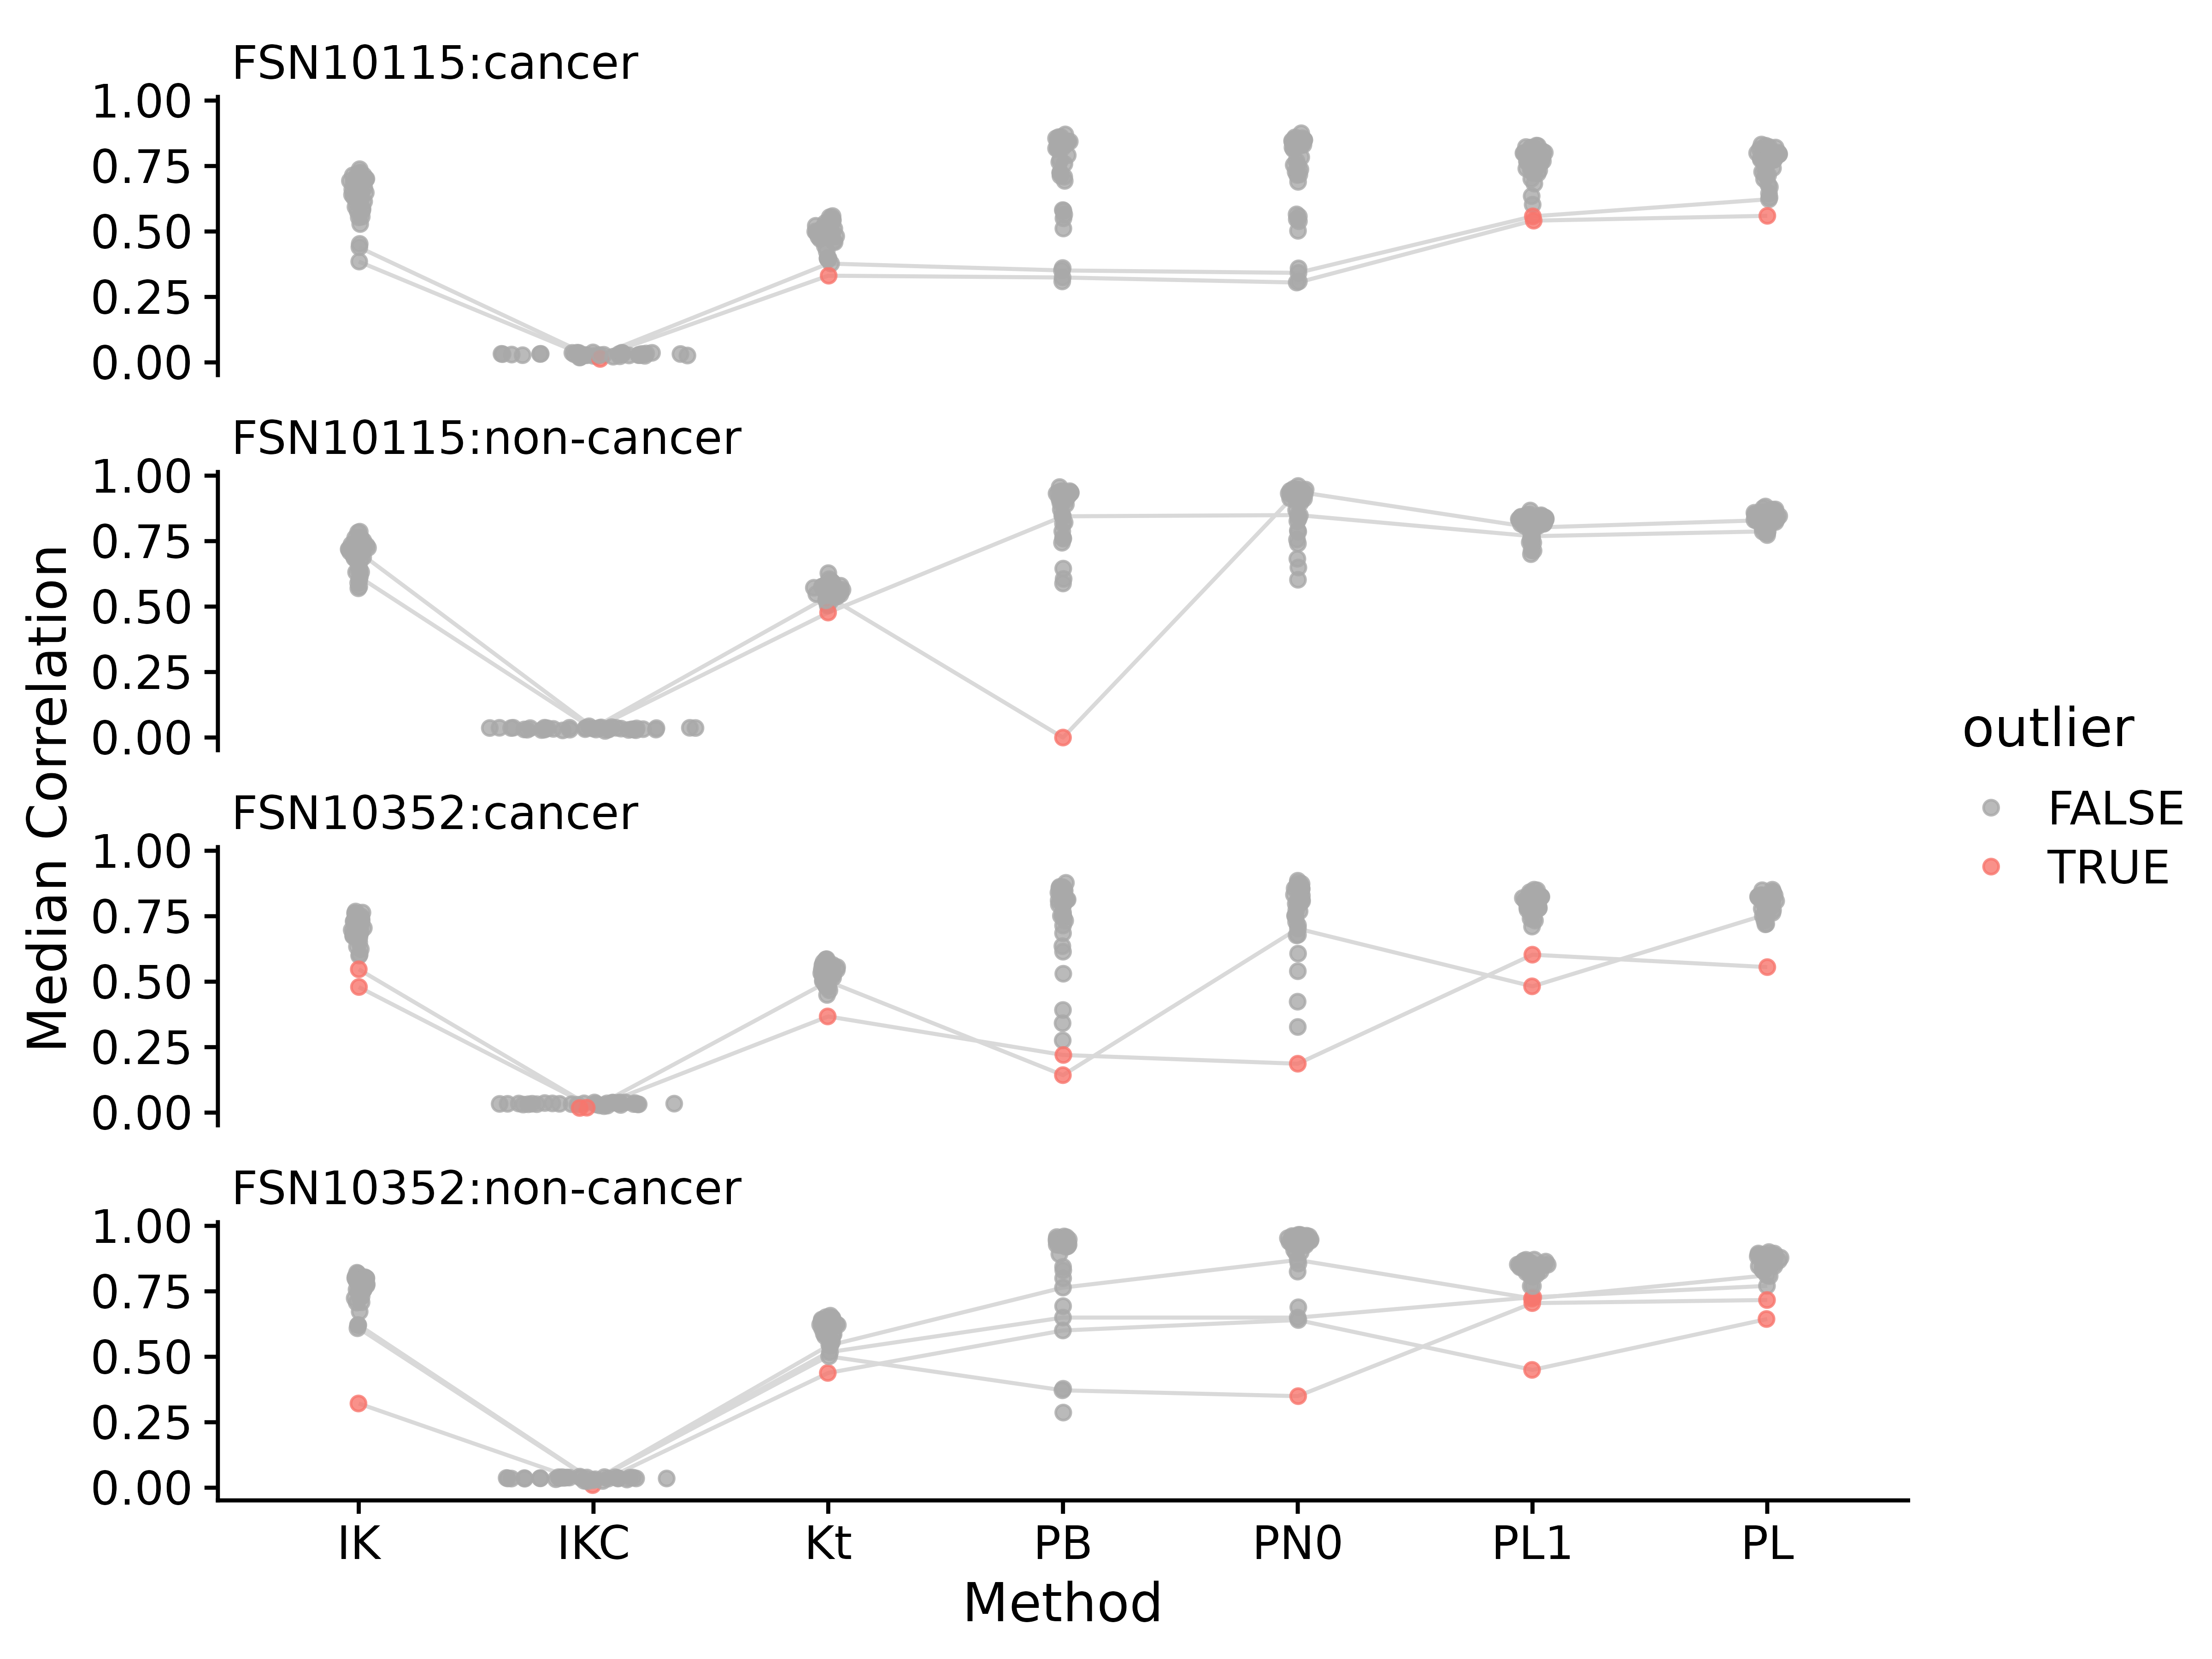 FSN10115:cancer
1.00
0.75
0.50
0.25
0.00
FSN10115:non-cancer
1.00
0.75
0.50
0.25
0.00
FSN10352:cancer
1.00
0.75
0.50
0.25
0.00
FSN10352:non-cancer
1.00
0.75
0.50
0.25
0.00
Median Correlation
IK IKC Kt PB PN0 PL1 PL
Method
outlier
FALSE
TRUE